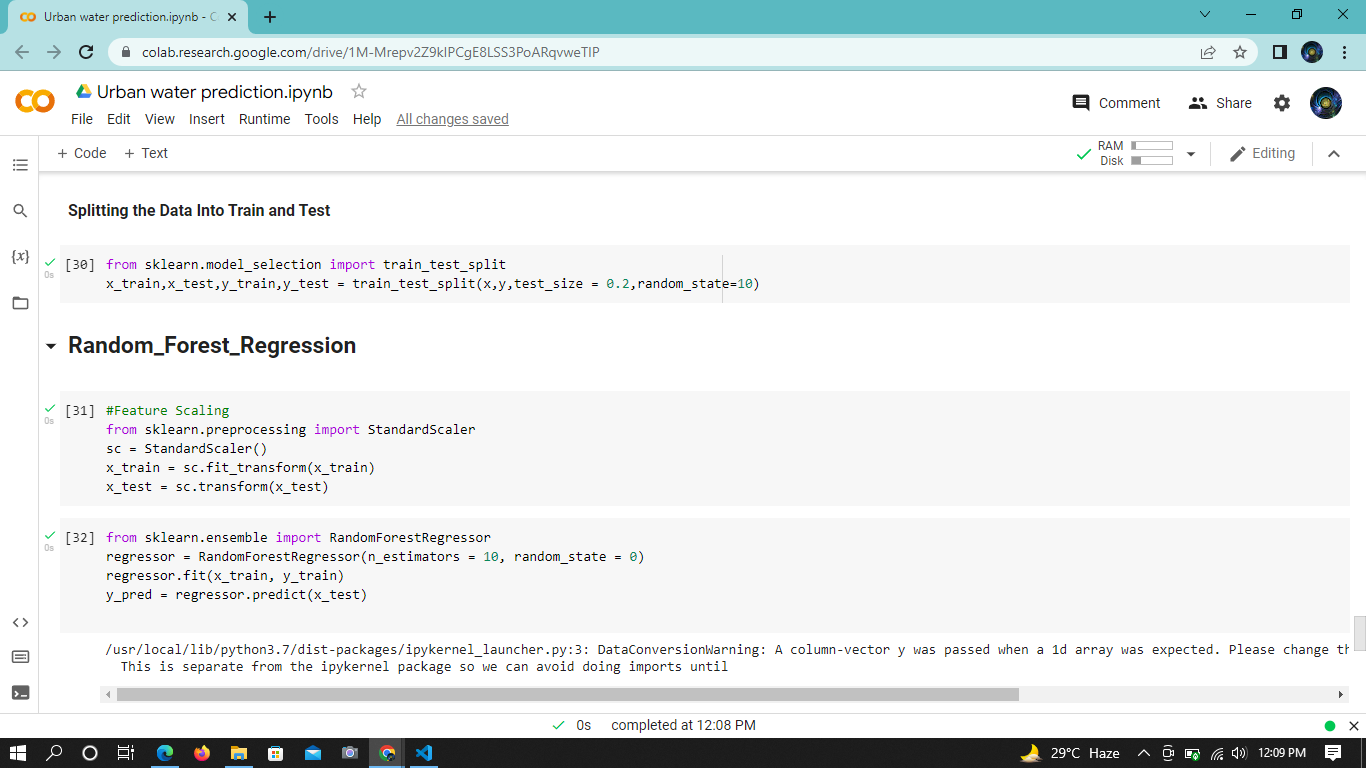 Urban water prediction.ipynb - C
colab.research.google.com/drive/1M-Mrepv2Z9kIPCgE8LSS3PoARqvweTIP
Urban water prediction.ipynb
Comment
Share
File Edit View Insert Runtime Tools Help All changes saved
+ Code + Text
RAM
Disk
Editing
Splitting the Data Into Train and Test
{x}
0s
[30] from sklearn.model_selection import train_test_split
x_train,x_test,y_train,y_test = train_test_split(x,y,test_size = 0.2,random_state=10)
Random_Forest_Regression
0s
[31] #Feature Scaling
from sklearn.preprocessing import StandardScaler
sc = StandardScaler()
x_train = sc.fit_transform(x_train)
x_test = sc.transform(x_test)
0s
[32] from sklearn.ensemble import RandomForestRegressor
regressor = RandomForestRegressor(n_estimators = 10, random_state = 0)
regressor.fit(x_train, y_train)
y_pred = regressor.predict(x_test)
/usr/local/lib/python3.7/dist-packages/ipykernel_launcher.py:3: DataConversionWarning: A column-vector y was passed when a 1d array was expected. Please change th
This is separate from the ipykernel package so we can avoid doing imports until
0s completed at 12:08 PM
29°C Haze
12:09 PM